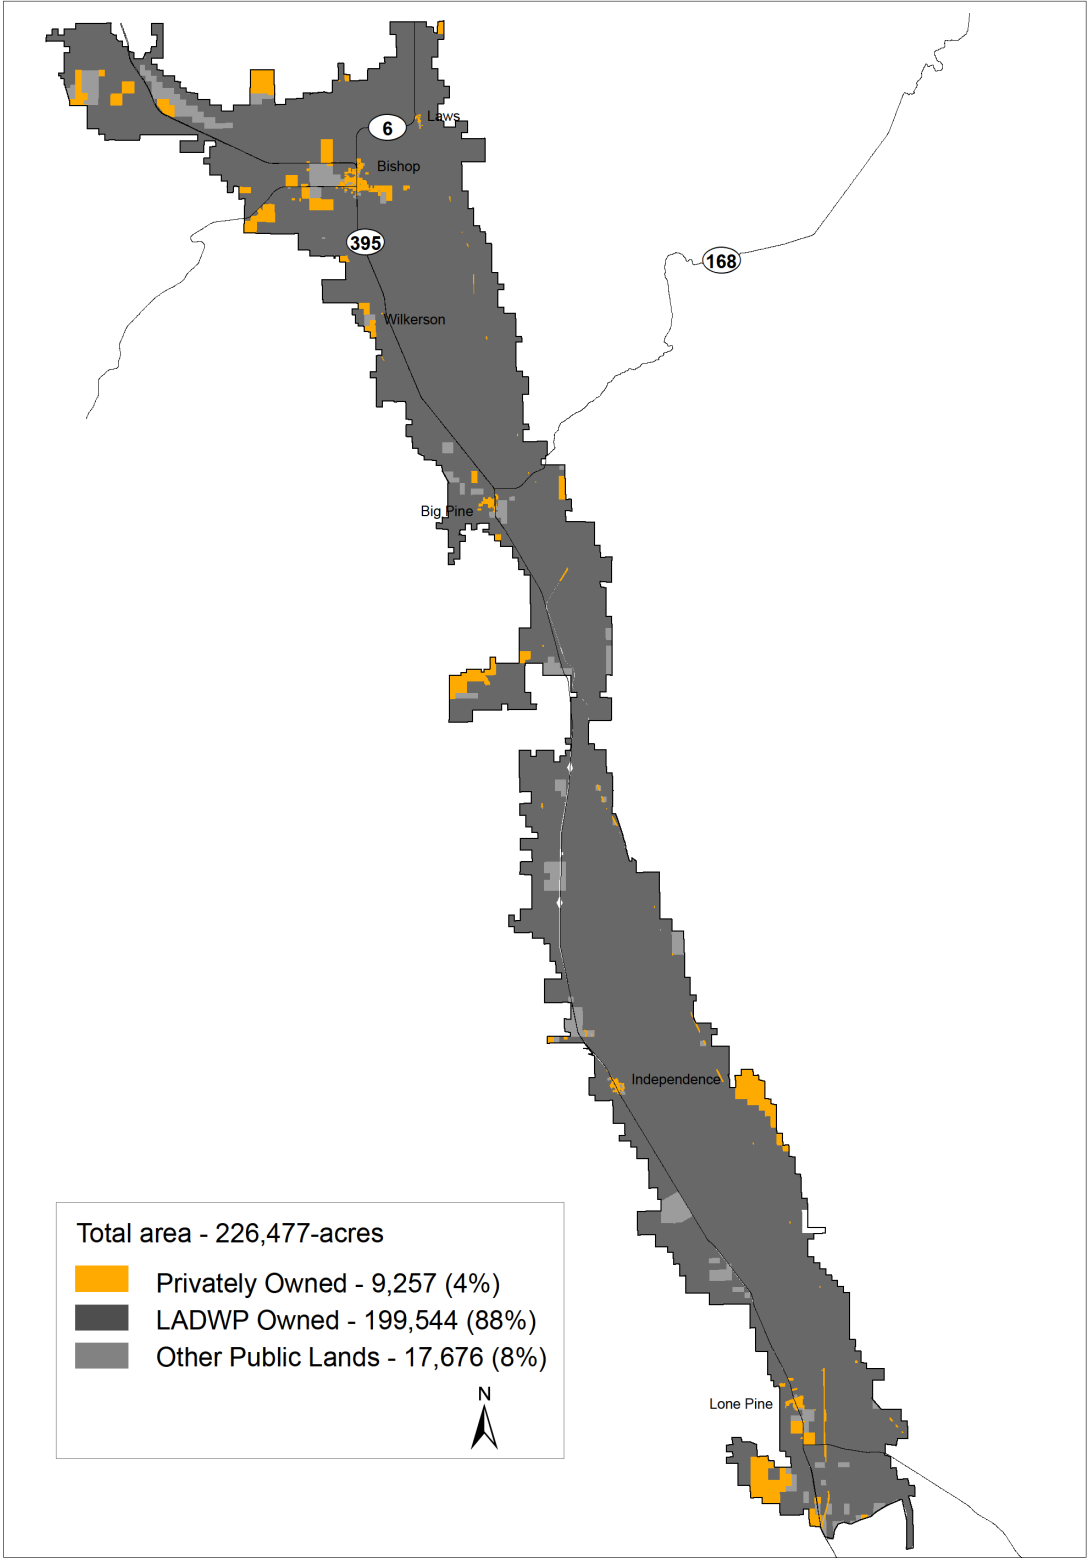 Laws
6
Bishop
395
168
Wilkerson
Big Pine
Independence
Total area - 226,477-acres
Privately Owned - 9,257 (4%)
LADWP Owned - 199,544 (88%)
Other Public Lands - 17,676 (8%)
N
Lone Pine